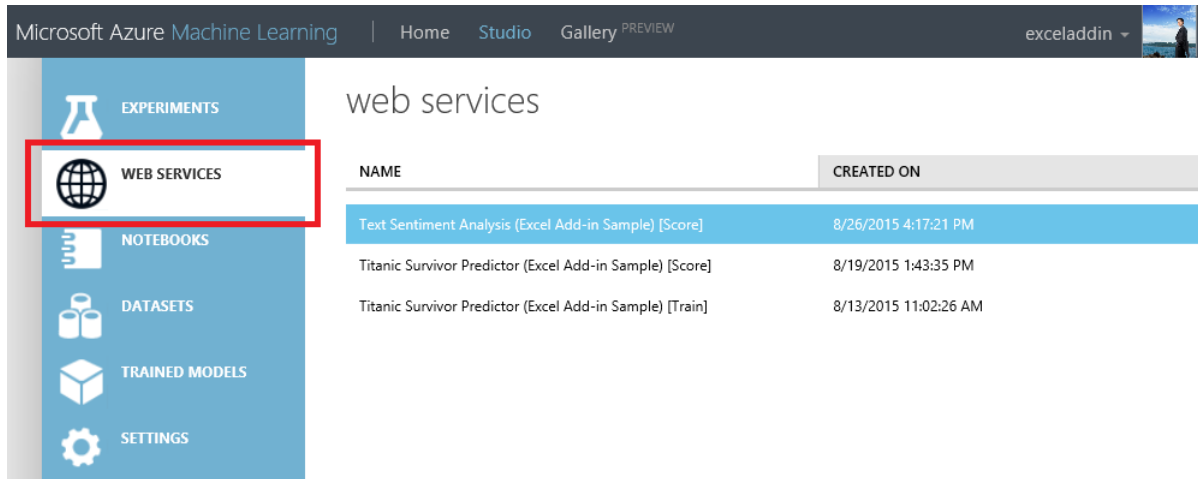 Microsoft Azure Machine Learning | Home Studio Gallery PREVIEW exceladdin
EXPERIMENTS
WEB SERVICES
NOTEBOOKS
DATASETS
TRAINED MODELS
SETTINGS
web services
NAME CREATED ON
Text Sentiment Analysis (Excel Add-in Sample) [Score] 8/26/2015 4:17:21 PM
Titanic Survivor Predictor (Excel Add-in Sample) [Score] 8/19/2015 1:43:35 PM
Titanic Survivor Predictor (Excel Add-in Sample) [Train] 8/13/2015 11:02:26 AM